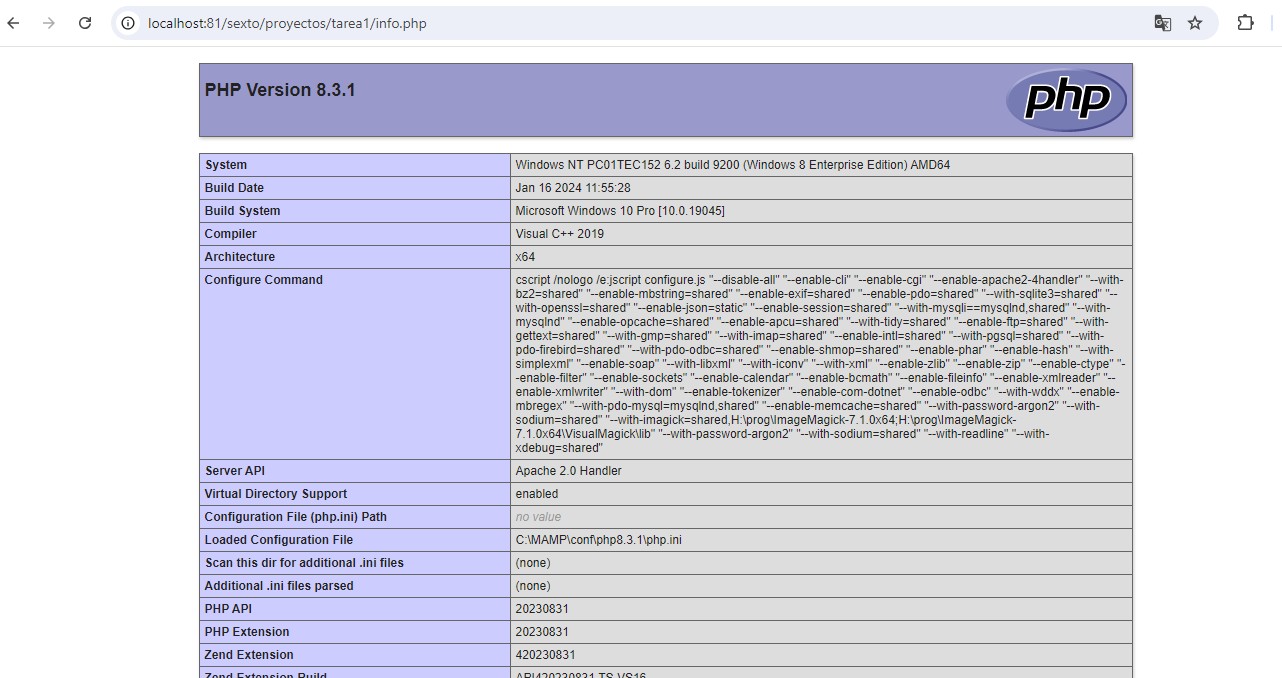 localhost:81/sexto/proyectos/tarea1/info.php
PHP Version 8.3.1
php
System Windows NT PC01TEC152 6.2 build 9200 (Windows 8 Enterprise Edition) AMD64
Build Date Jan 16 2024 11:55:28
Build System Microsoft Windows 10 Pro [10.0.19045]
Compiler Visual C++ 2019
Architecture x64
Configure Command cscript /nologo /e:jscript configure.js "--disable-all" "--enable-cli" "--enable-cgi" "--enable-apache2-4handler" "--with-
bz2=shared" "--enable-mbstring=shared" "--enable-exif=shared" "--enable-pdo=shared" "--with-sqlite3=shared" "--
with-openssl=shared" "--enable-json=static" "--enable-session=shared" "--with-mysqli==mysqlnd,shared" "--with-
mysqlnd" "--enable-opcache=shared" "--enable-apcu=shared" "--with-tidy=shared" "--enable-ftp=shared" "--with-
gettext=shared" "--with-gmp=shared" "--with-imap=shared" "--enable-intl=shared" "--with-pgsql=shared" "--with-
pdo-firebird=shared" "--with-pdo-odbc=shared" "--enable-shmop=shared" "--enable-phar" "--enable-hash" "--with-
simplexml" "--enable-soap" "--with-libxml" "--with-iconv" "--with-xml" "--enable-zlib" "--enable-zip" "--enable-ctype" "-
-enable-filter" "--enable-sockets" "--enable-calendar" "--enable-bcmath" "--enable-fileinfo" "--enable-xmlreader" "--
enable-xmlwriter" "--with-dom" "--enable-tokenizer" "--enable-com-dotnet" "--enable-odbc" "--with-wddx" "--enable-
mbregex" "--with-pdo-mysql=mysqlnd,shared" "--enable-memcache=shared" "--with-password-argon2" "--with-
sodium=shared" "--with-imagick=shared,H:\prog\ImageMagick-7.1.0x64;H:\prog\ImageMagick-
7.1.0x64\VisualMagick\lib" "--with-password-argon2" "--with-sodium=shared" "--with-readline" "--with-
xdebug=shared"
Server API Apache 2.0 Handler
Virtual Directory Support enabled
Configuration File (php.ini) Path no value
Loaded Configuration File C:\MAMP\conf\php8.3.1\php.ini
Scan this dir for additional .ini files (none)
Additional .ini files parsed (none)
PHP API 20230831
PHP Extension 20230831
Zend Extension 420230831
Zend Extension Build API420230831,TS,VS16